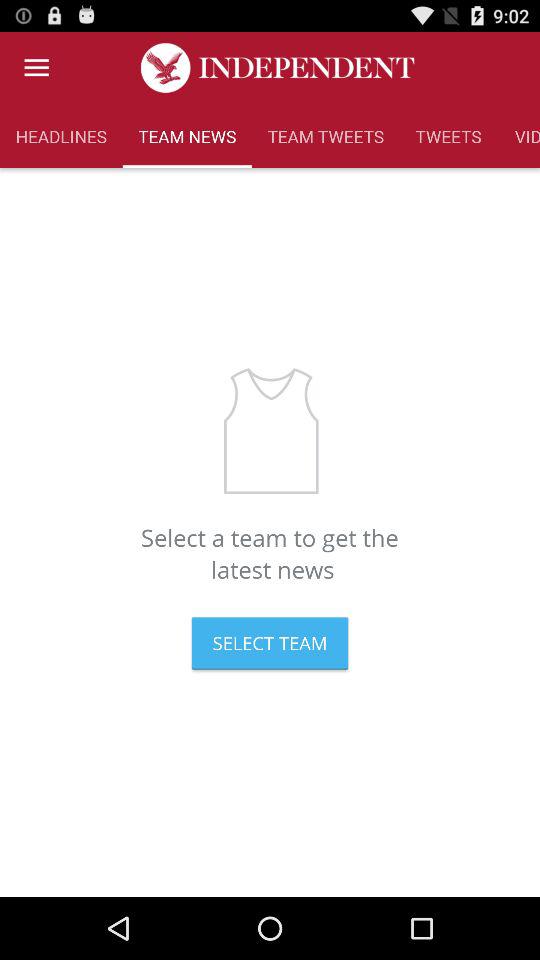 9:02
INDEPENDENT
HEADLINES TEAM NEWS TEAM TWEETS TWEETS VID
Select a team to get the
latest news
SELECT TEAM